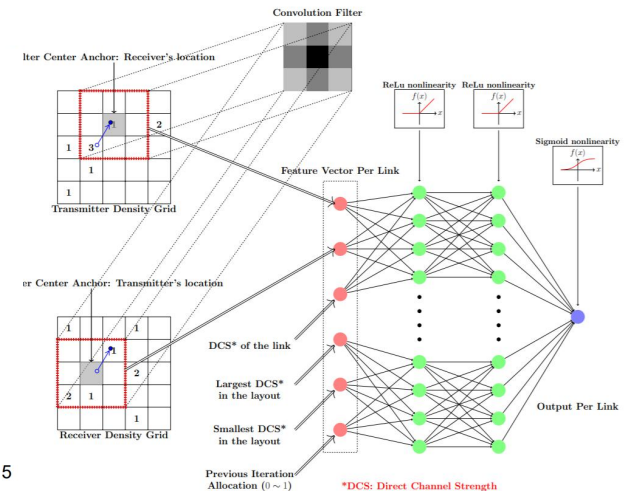 Convolution Filter
lter Center Anchor: Receiver's location
ReLu nonlinearity ReLu nonlinearity
f(x) x
f(x) x
Sigmoid nonlinearity
f(x) x
1 2
1 3
1
1
Transmitter Density Grid
Feature Vector Per Link
er Center Anchor: Transmitter's location
1 1
1
2
2 1
1
Receiver Density Grid
DCS* of the link
Largest DCS*
in the layout
Smallest DCS*
in the layout
Previous Iteration
Allocation (0 ∼ 1)
Output Per Link
*DCS: Direct Channel Strength
5